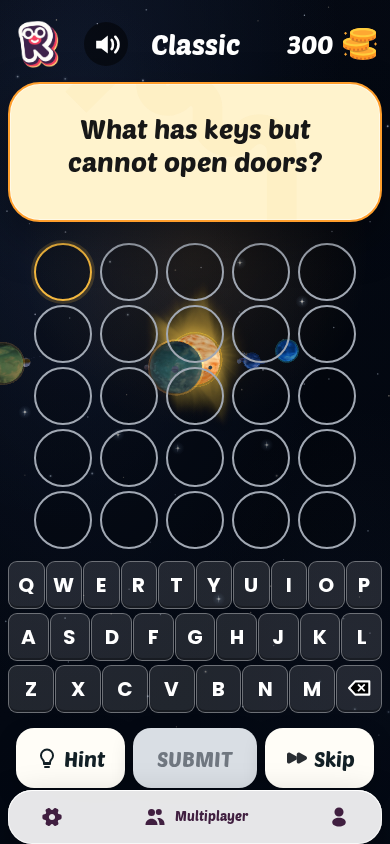 R
Classic
300
What has keys but
cannot open doors?
Q W E R T Y U I O P
A S D F G H J K L
Z X C V B N M
Hint
SUBMIT
Skip
Multiplayer